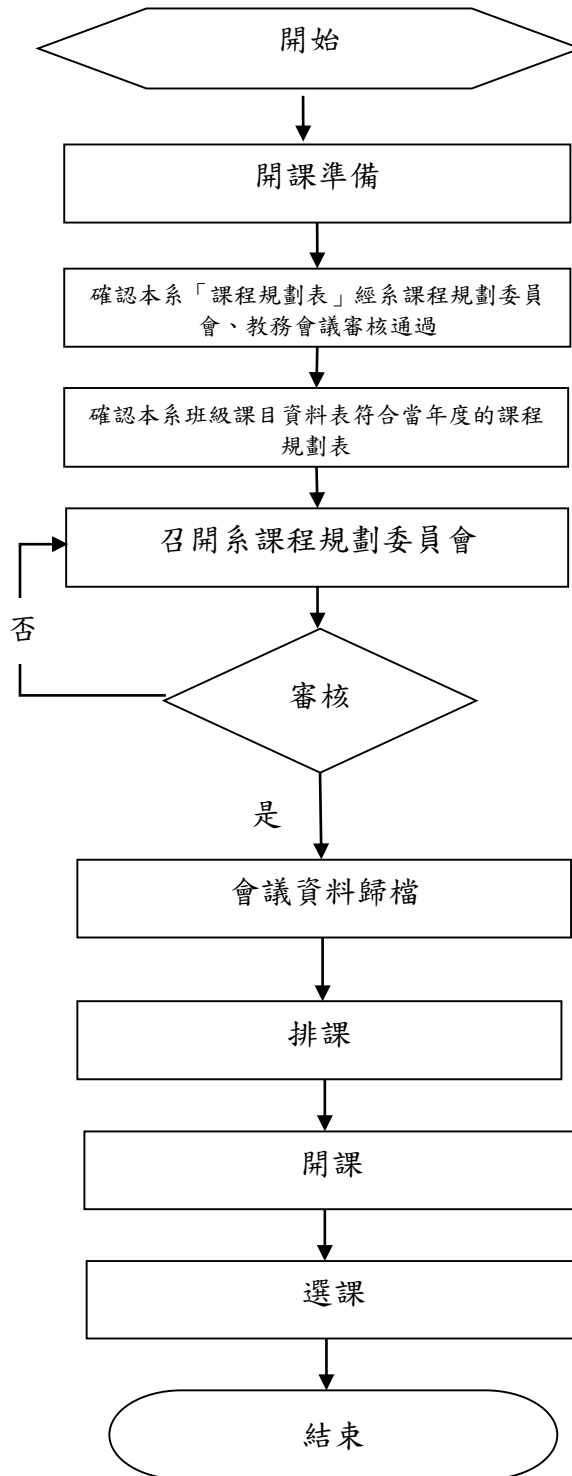 開始
開課準備
確認本系「課程規劃表」經系課程規劃委員
會、教務會議審核通過
確認本系班級課目資料表符合當年度的課程
規劃表
召開系課程規劃委員會
否
審核
是
會議資料歸檔
排課
開課
選課
結束